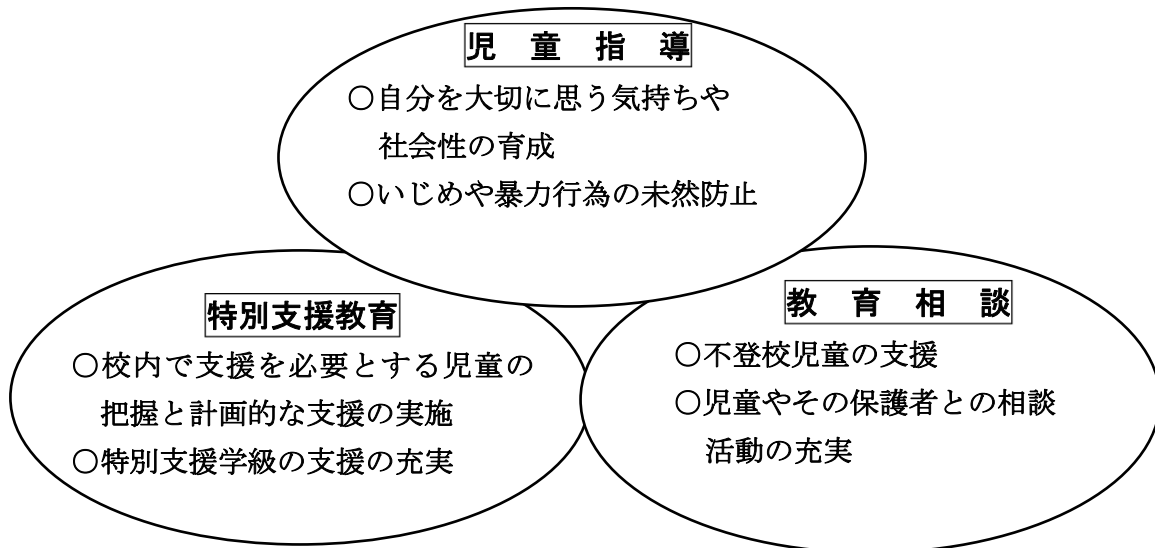 児　童　指　導
○自分を大切に思う気持ちや
社会性の育成
○いじめや暴力行為の未然防止
特別支援教育
○校内で支援を必要とする児童の
把握と計画的な支援の実施
○特別支援学級の支援の充実
教　育　相　談
○不登校児童の支援
○児童やその保護者との相談
活動の充実